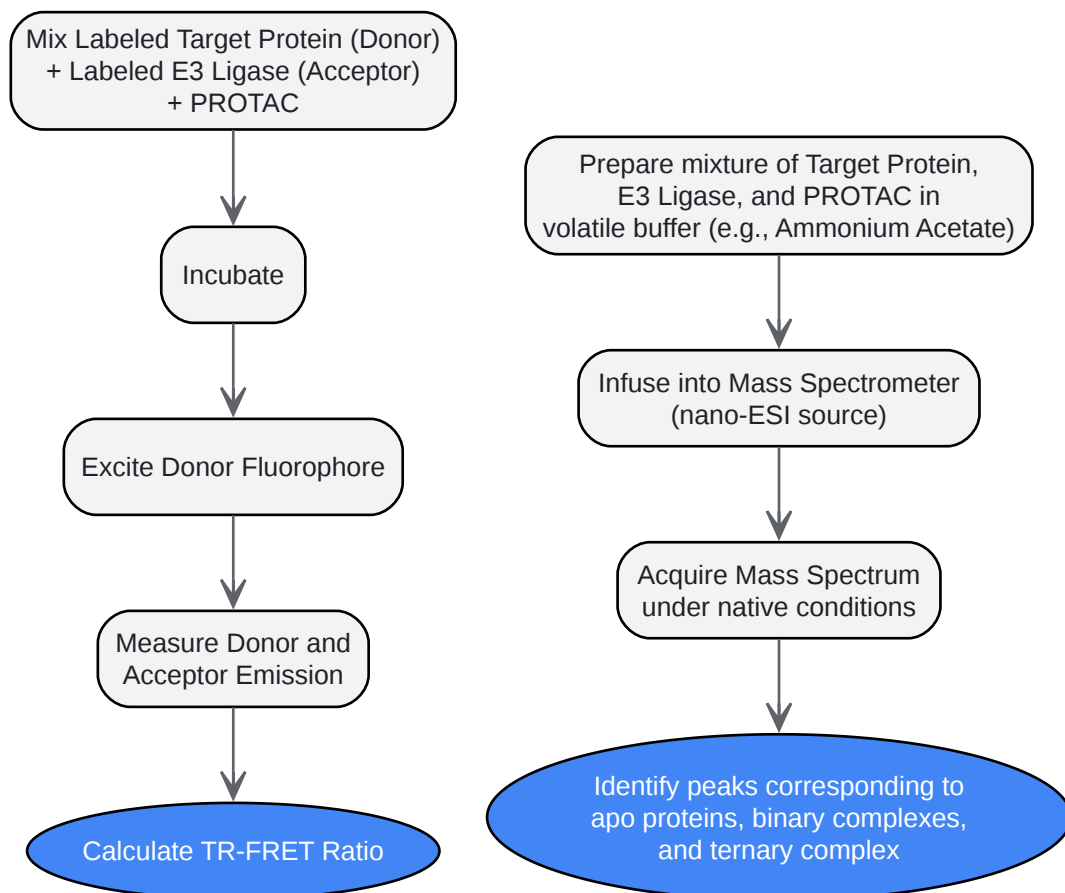 Mix Labeled Target Protein (Donor)
+ Labeled E3 Ligase (Acceptor)
+ PROTAC
Incubate
Excite Donor Fluorophore
Measure Donor and
Acceptor Emission
Calculate TR-FRET Ratio
Prepare mixture of Target Protein,
E3 Ligase, and PROTAC in
volatile buffer (e.g., Ammonium Acetate)
Infuse into Mass Spectrometer
(nano-ESI source)
Acquire Mass Spectrum
under native conditions
Identify peaks corresponding to
apo proteins, binary complexes,
and ternary complex